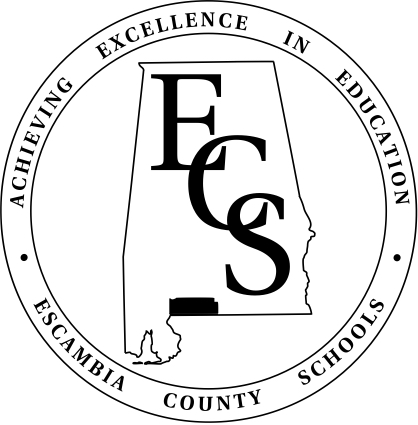 ACHIEVING EXCELLENCE IN EDUCATION
ECS
ESCAMBIA COUNTY SCHOOLS